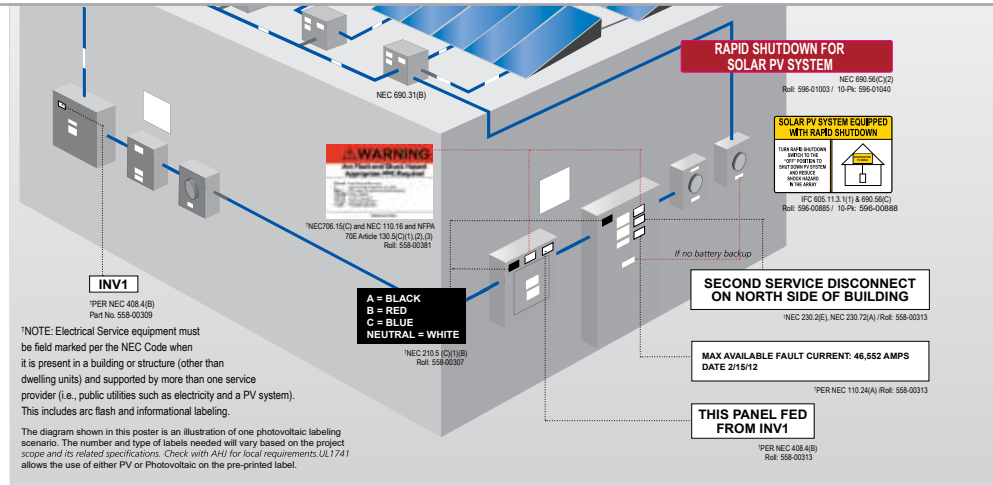 RAPID SHUTDOWN FOR
SOLAR PV SYSTEM
NEC 690.56(C)(2)
Roll: 596-01003 / 10-Pk: 596-01040
NEC 690.31(B)
SOLAR PV SYSTEM EQUIPPED
WITH RAPID SHUTDOWN
TURN RAPID SHUTDOWN
SWITCH TO THE
"OFF" POSITION TO
SHUT DOWN PV SYSTEM
AND REDUCE
SHOCK HAZARD
IN THE ARRAY
IFC 605.11.3.1(1) & 690.56(C)
Roll: 596-00885 / 10-Pk: 596-00888
WARNING
Arc Flash and Shock Hazard
Appropriate PPE Required
†NEC706.15(C) and NEC 110.16 and NFPA
70E Article 130.5(C)(1),(2),(3)
Roll: 558-00381
If no battery backup
INV1
†PER NEC 408.4(B)
Part No. 558-00309
A = BLACK
B = RED
C = BLUE
NEUTRAL = WHITE
†NEC 210.5 (C)(1)(B)
Roll: 558-00307
SECOND SERVICE DISCONNECT
ON NORTH SIDE OF BUILDING
†NEC 230.2(E), NEC 230.72(A) /Roll: 558-00313
MAX AVAILABLE FAULT CURRENT: 46,552 AMPS
DATE 2/15/12
†PER NEC 110.24(A) /Roll: 558-00313
THIS PANEL FED
FROM INV1
†PER NEC 408.4(B)
Roll: 558-00313
†NOTE: Electrical Service equipment must
be field marked per the NEC Code when
it is present in a building or structure (other than
dwelling units) and supported by more than one service
provider (i.e., public utilities such as electricity and a PV system).
This includes arc flash and informational labeling.
The diagram shown in this poster is an illustration of one photovoltaic labeling
scenario. The number and type of labels needed will vary based on the project
scope and its related specifications. Check with AHJ for local requirements.UL1741
allows the use of either PV or Photovoltaic on the pre-printed label.